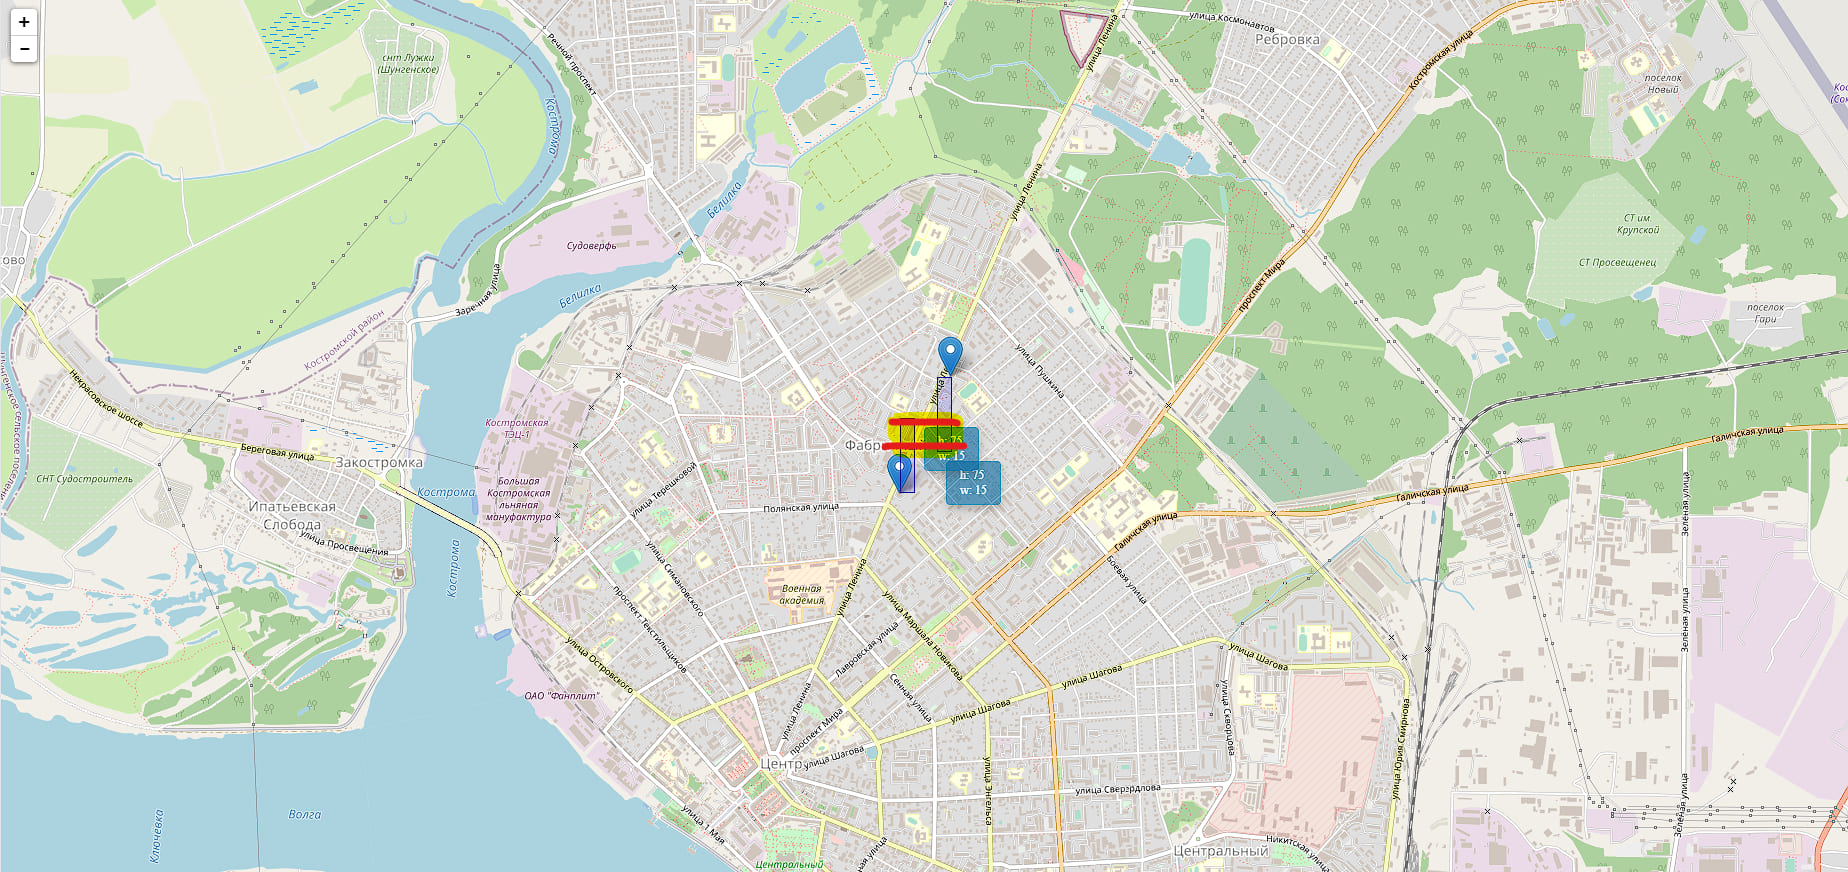 +
−
снт Лужки
(Шунгенское)
Речной проспект
Кострома
улица Ленина
улица Космонавтов
Ребровка
Костромская улица
поселок
Новый
Белилка
улица Ленина
СТ им.
Крупской
СТ Просвещенец
Судоверфь
ово
Заречная улица
Белилка
проспект Мира
поселок
Гари
Костромской район
улица Пушкина
Некрасовское шоссе
Костромская
ТЭЦ-1
h: 75
w: 15
Фабр
h: 75
w: 15
Береговая улица
Закостромка
Галичская улица
СНТ Судостроитель
Кострома
Большая
Костромская
льняная
мануфактура
улица Терешковой
Галичская улица
Ипатьевская
Слобода
Полянская улица
Галичская улица
Зелёная улица
улица Просвещения
Кострома
улица Симановского
Боевая улица
Военная
академия
улица Ленина
проспект Текстильщиков
улица Маршала Новикова
Лавровская улица
Зелёная улица
улица Островского
улица Шагова
улица Шагова
ОАО "Фанплит"
Сенная улица
улица Ленина
улица Шагова
улица Скворцова
проспект Мира
улица Юрия Смирнова
Центр
улица Шагова
улица Энгельса
улица Свердлова
Зелёная улица
Волга
Ключевка
улица 1 Мая
Никитская улица
Центральный
Центральный